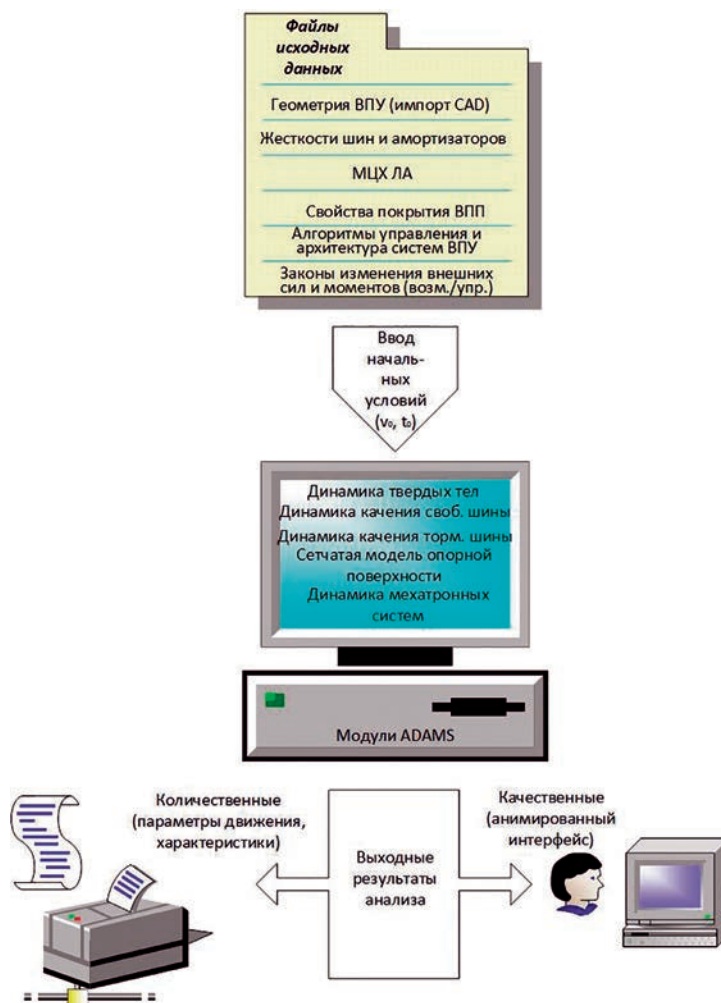 Файлы
исходных
данных
Геометрия ВПУ (импорт CAD)
Жесткости шин и амортизаторов
МЦХ ЛА
Свойства покрытия ВПП
Алгоритмы управления и
архитектура систем ВПУ
Законы изменения внешних
сил и моментов (возм./упр.)
Ввод
началь-
ных
условий
(v₀, t₀)
Динамика твердых тел
Динамика качения своб. шины
Динамика качения торм. шины
Сетчатая модель опорной
поверхности
Динамика мехатронных
систем
Модули ADAMS
Количественные
(параметры движения,
характеристики)
Выходные
результаты
анализа
Качественные
(анимированный
интерфейс)